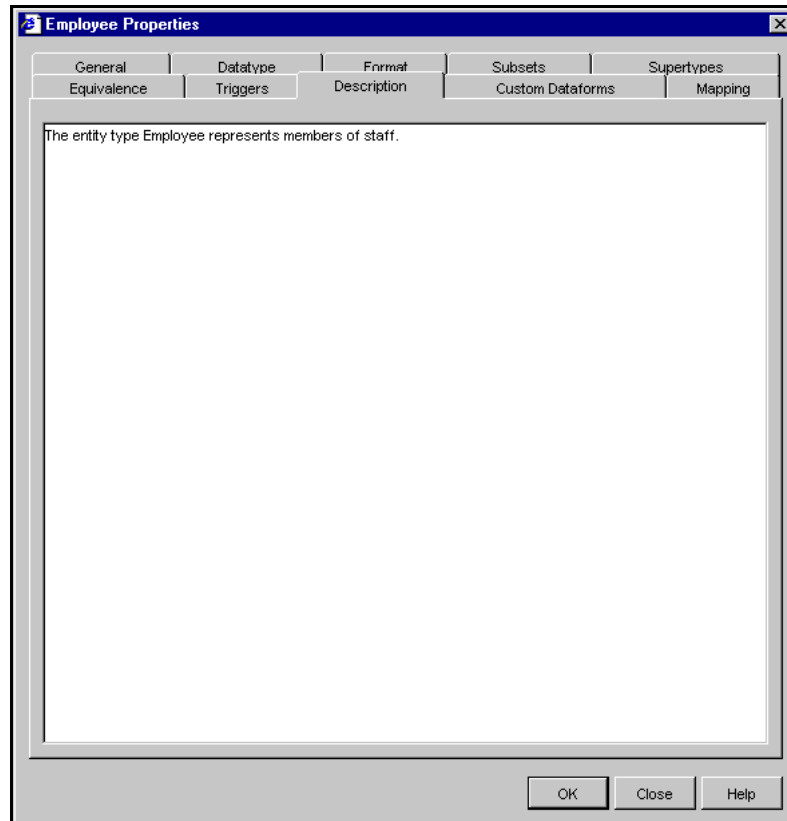 Employee Properties
General Datatype Format Subsets Supertypes
Equivalence Triggers Description Custom Dataforms Mapping
The entity type Employee represents members of staff.
OK Close Help